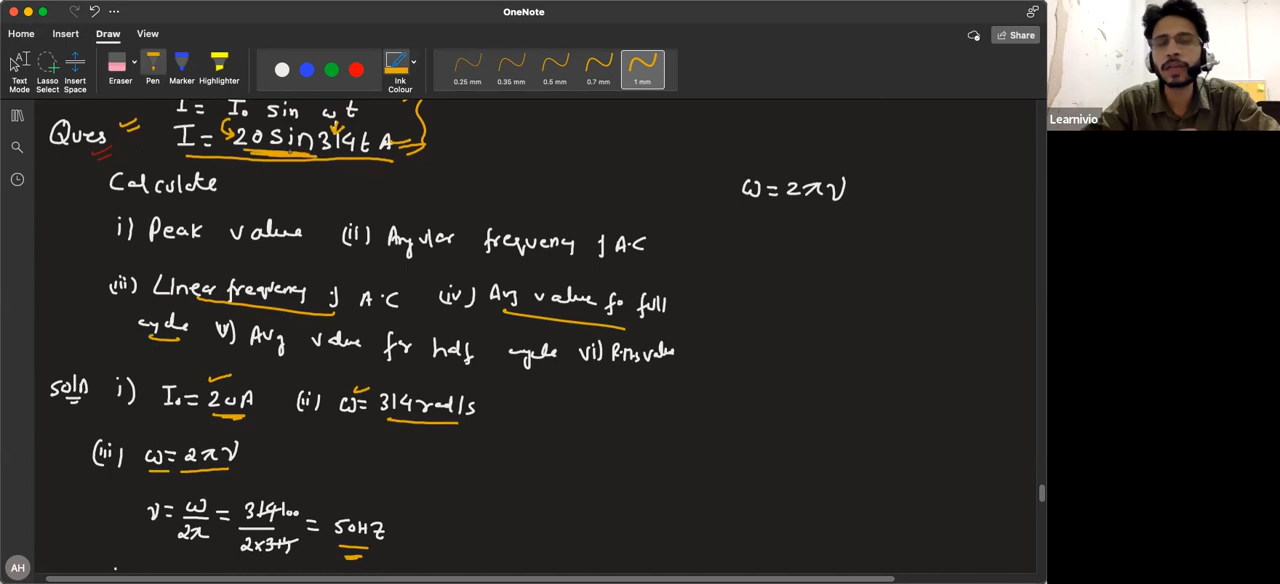 OneNote
Home Insert Draw View
Share
Text Mode Lasso Select Insert Space Eraser Pen Marker Highlighter Ink Colour 0.25 mm 0.35 mm 0.5 mm 0.7 mm 1 mm
Learnivio
I = I₀ sin ωt
Ques I = 20 sin 314t A
Calculate
ω = 2πν
i) Peak value (ii) Angular frequency of A.C
(iii) Linear frequency of A.C (iv) Avg value for full
cycle v) Avg value for half cycle vi) R.m.s value
Soln i) I₀ = 20A (ii) ω = 314 rad/s
(iii) ω = 2πν
ν = ω/2π = 314 100/2×3.14 = 50HZ
AH